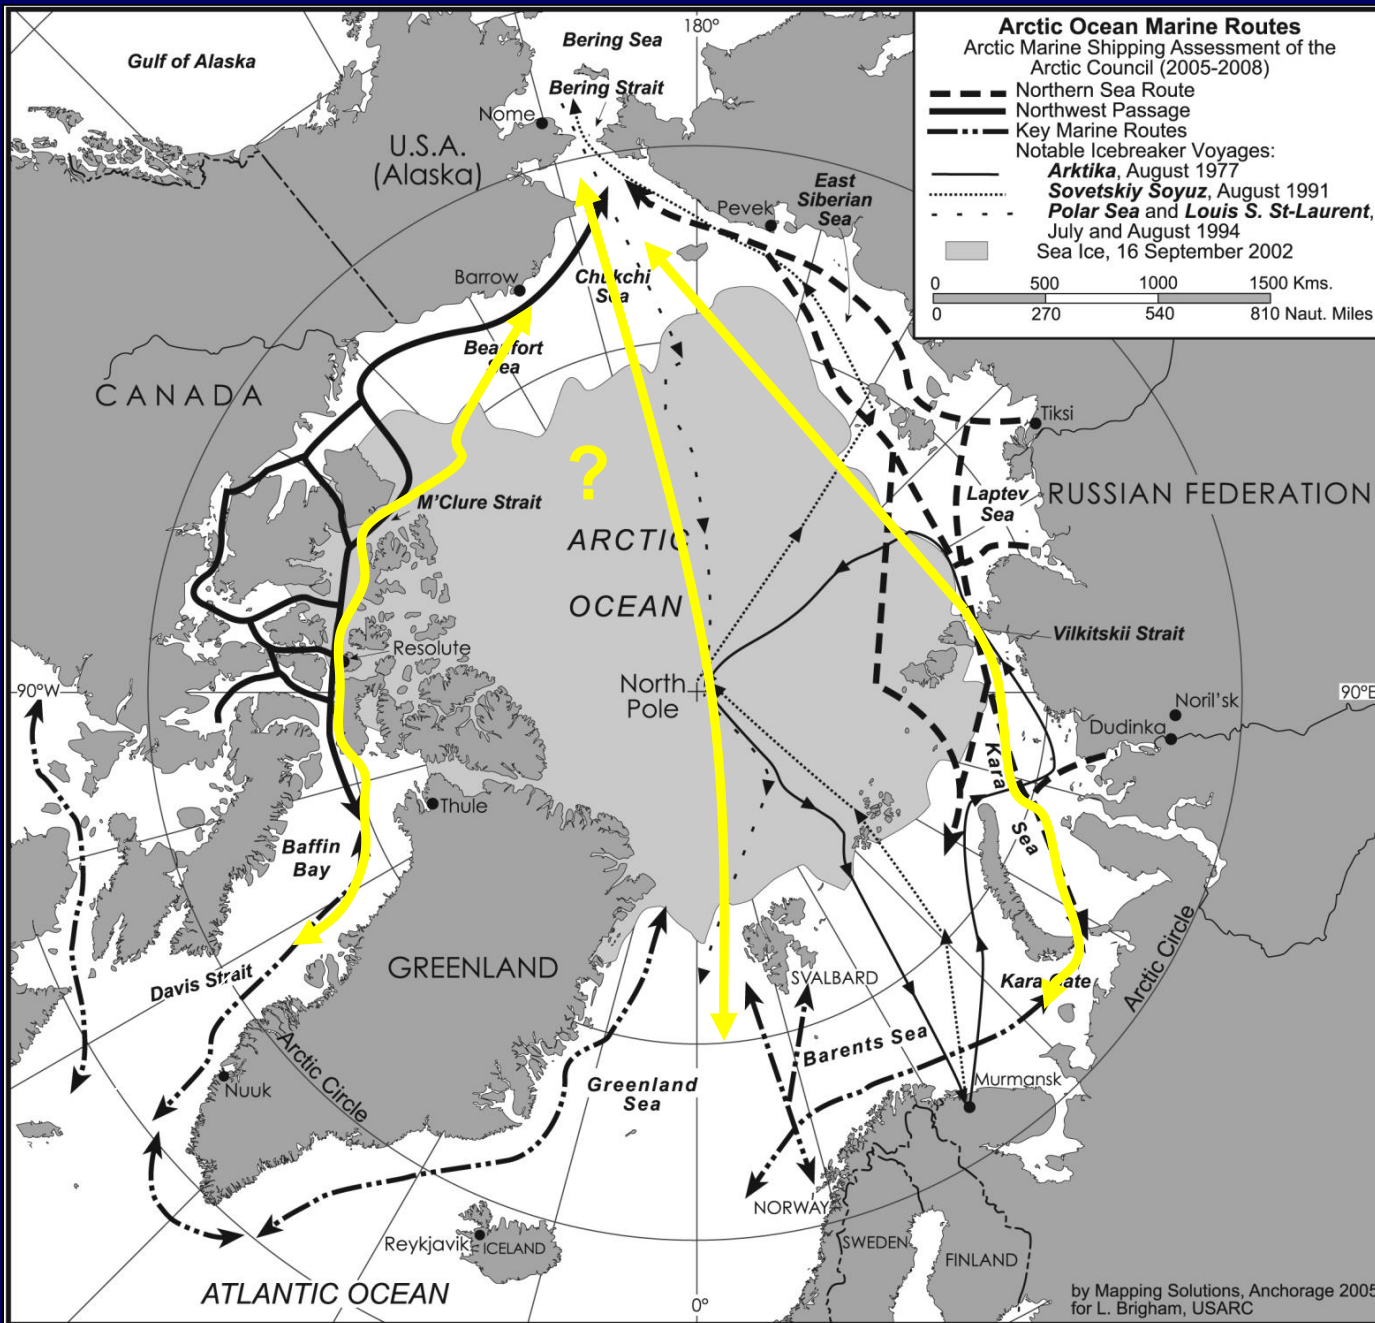 Arctic Ocean Marine Routes
Arctic Marine Shipping Assessment of the
Arctic Council (2005-2008)
Northern Sea Route
Northwest Passage
Key Marine Routes
Notable Icebreaker Voyages:
Arktika, August 1977
Sovetskiy Soyuz, August 1991
Polar Sea and Louis S. St-Laurent,
July and August 1994
Sea Ice, 16 September 2002
0 500 1000 1500 Kms.
0 270 540 810 Naut. Miles
180°
Bering Sea
Gulf of Alaska
Bering Strait
Nome
U.S.A.
(Alaska)
East
Siberian
Sea
Pevek
Barrow
Chukchi
Sea
Beaufort
Sea
CANADA
Tiksi
?
M'Clure Strait
Laptev
Sea
RUSSIAN FEDERATION
ARCTIC
OCEAN
Vilkitskii Strait
Resolute
North
Pole
90°W
90°E
Noril'sk
Dudinka
Kara
Sea
Thule
Baffin
Bay
GREENLAND
Davis Strait
SVALBARD
Kara Gate
Arctic Circle
Barents Sea
Arctic Circle
Nuuk
Greenland
Sea
Murmansk
NORWAY
Reykjavik
ICELAND
SWEDEN
FINLAND
ATLANTIC OCEAN
0°
by Mapping Solutions, Anchorage 2005
for L. Brigham, USARC